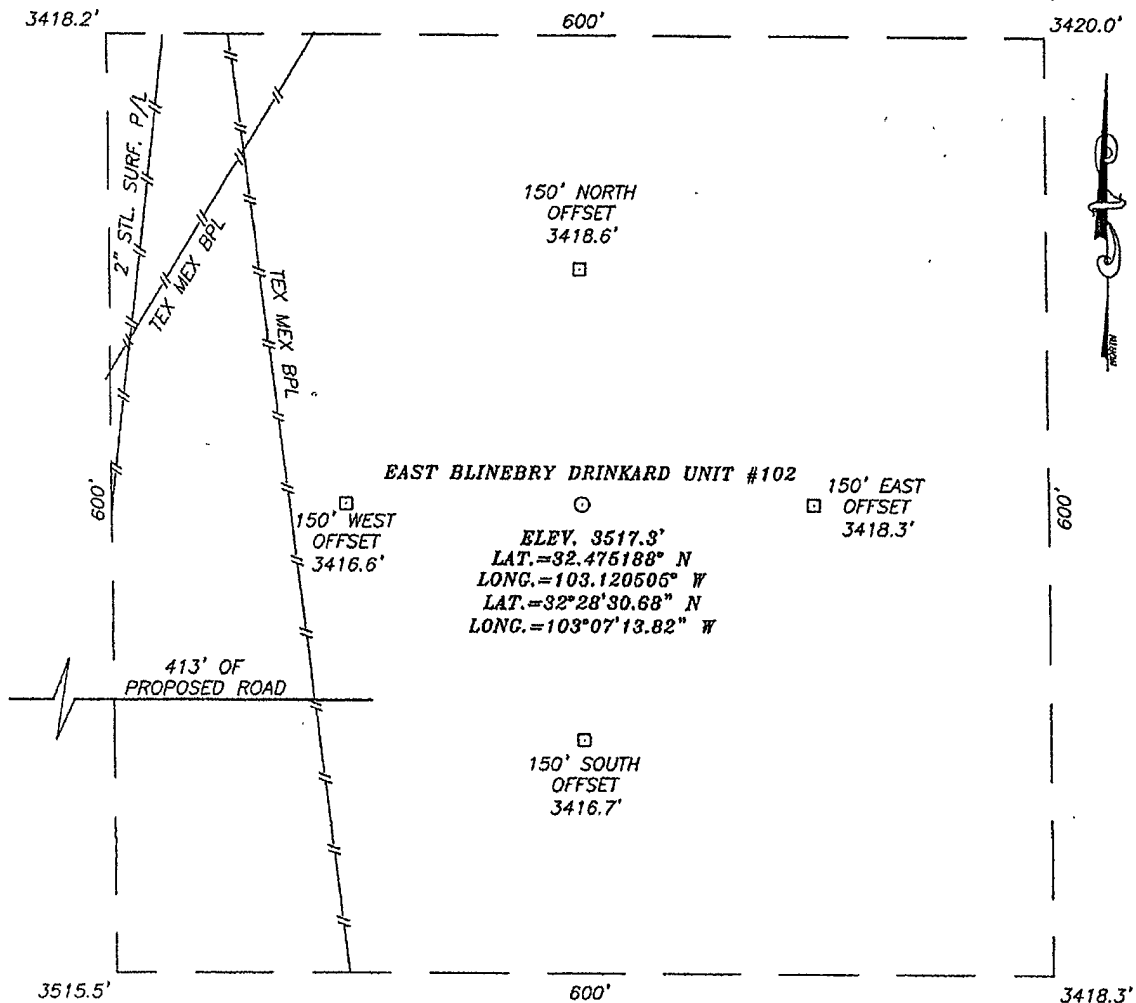 3418.2'
600'
3420.0'
2" STL. SURF. P/L
TEX MEX BPL
TEX MEX BPL
150' NORTH
OFFSET
3418.6'
NORTH
600'
EAST BLINEBRY DRINKARD UNIT #102
150' WEST
OFFSET
3416.6'
ELEV. 3517.3'
LAT.=32.475188° N
LONG.=103.120505° W
LAT.=32°28'30.68" N
LONG.=103°07'13.82" W
150' EAST
OFFSET
3418.3'
600'
413' OF
PROPOSED ROAD
150' SOUTH
OFFSET
3416.7'
3515.5'
600'
3418.3'